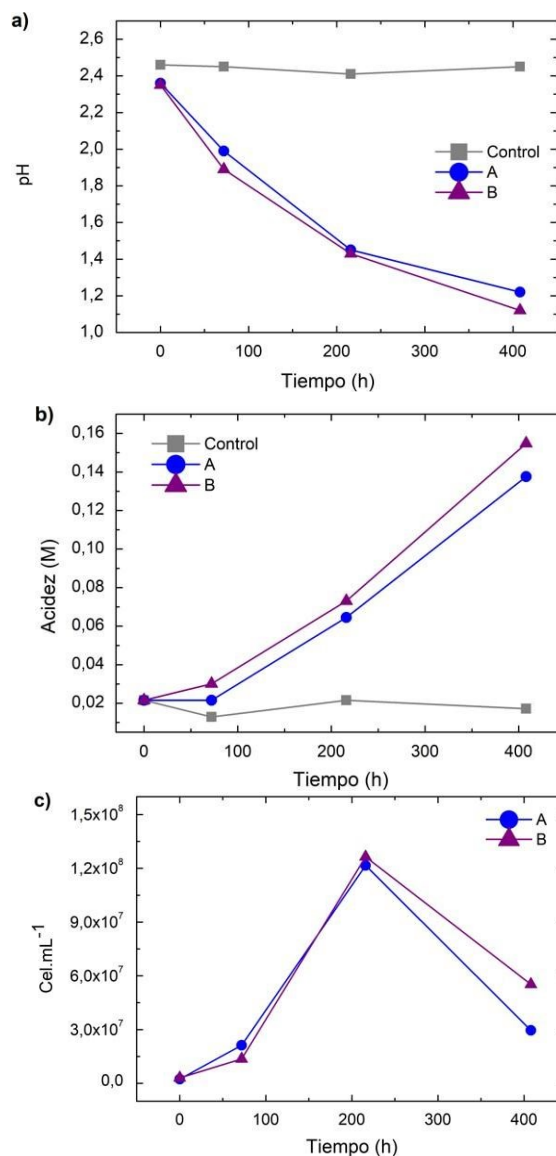 a)
2,6
2,4
2,2
2,0
1,8
1,6
1,4
1,2
1,0
pH
Control
A
B
0 100 200 300 400
Tiempo (h)
b)
0,16
0,14
0,12
0,10
0,08
0,06
0,04
0,02
Acidez (M)
Control
A
B
0 100 200 300 400
Tiempo (h)
c)
1,5x10⁸
1,2x10⁸
9,0x10⁷
6,0x10⁷
3,0x10⁷
0,0
Cel.mL⁻¹
A
B
0 100 200 300 400
Tiempo (h)